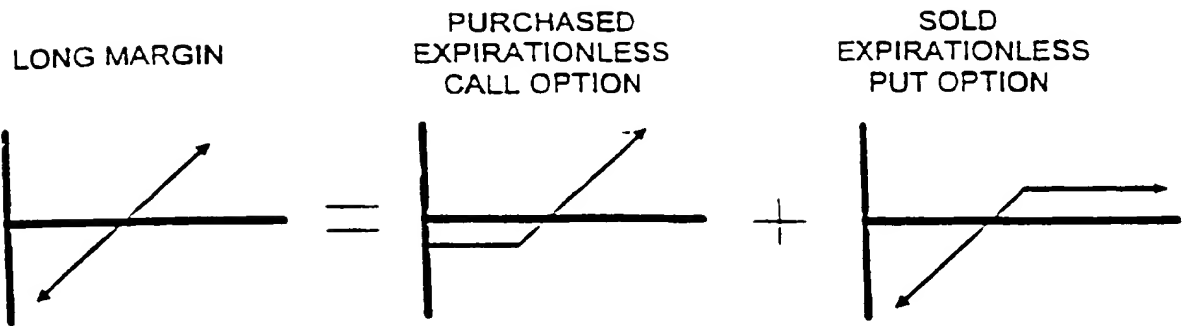 LONG MARGIN
PURCHASED
EXPIRATIONLESS
CALL OPTION
SOLD
EXPIRATIONLESS
PUT OPTION
=
+